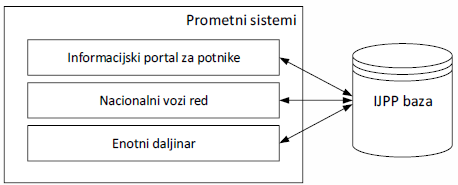 Prometni sistemi
Informacijski portal za potnike
Nacionalni vozi red
Enotni daljinar
IJPP baza